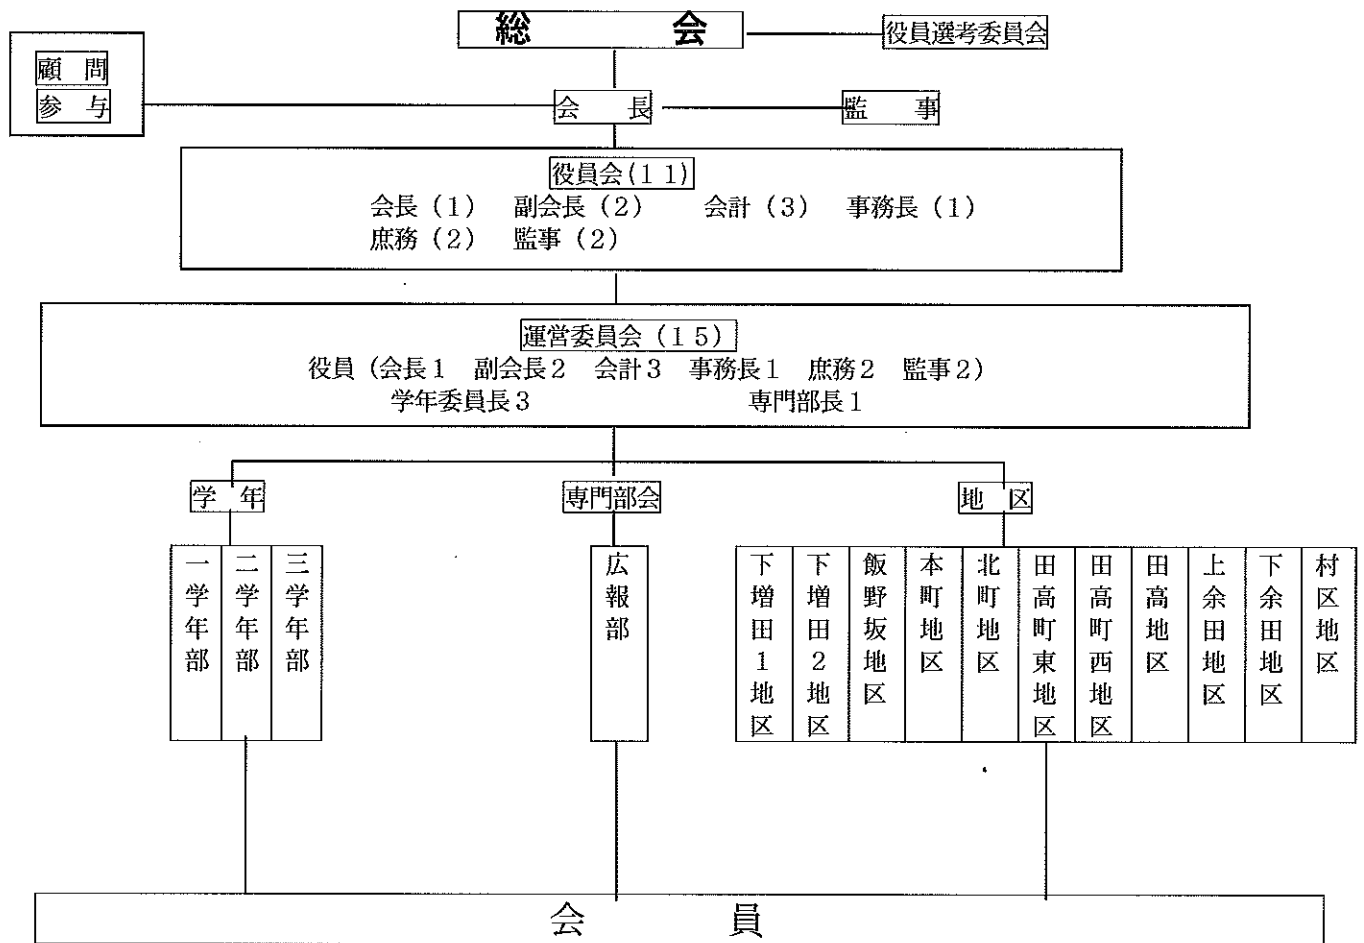 総　会
役員選考委員会
顧　問
参　与
会　長
監　事
役員会(１１)
会長（1）　副会長（2）　会計（3）　事務長（1）
庶務（2）　監事（2）
運営委員会（１５）
役員（会長１　副会長２　会計３　事務長１　庶務２　監事２）
学年委員長３　専門部長１
学　年
専門部会
地　区
一学年部
二学年部
三学年部
広報部
下増田１地区
下増田２地区
飯野坂地区
本町地区
北町地区
田高町東地区
田高町西地区
田高地区
上余田地区
下余田地区
村区地区
会　員